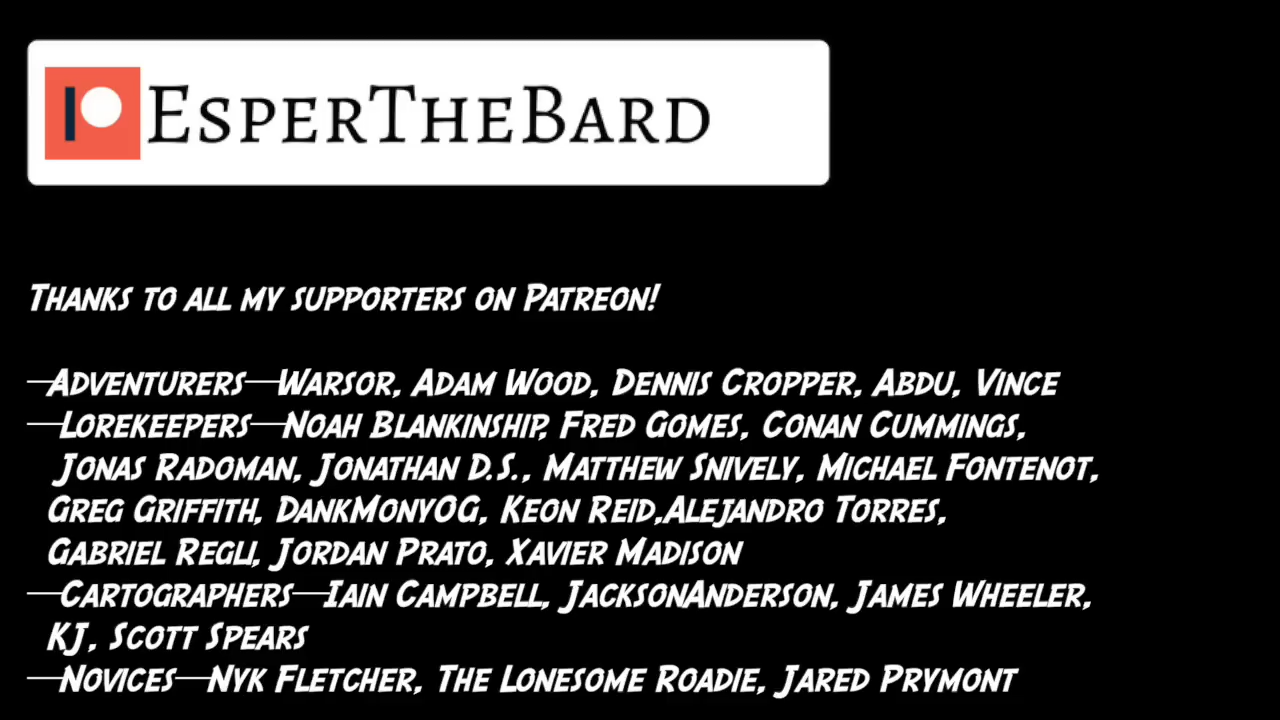 EsperTheBard
Thanks to all my supporters on Patreon!
—Adventurers—Warsor, Adam Wood, Dennis Cropper, Abdu, Vince
—Lorekeepers—Noah Blankinship, Fred Gomes, Conan Cummings,
Jonas Radoman, Jonathan D.S., Matthew Snively, Michael Fontenot,
Greg Griffith, DankMonyOG, Keon Reid,Alejandro Torres,
Gabriel Regli, Jordan Prato, Xavier Madison
—Cartographers—Iain Campbell, JacksonAnderson, James Wheeler,
KJ, Scott Spears
—Novices—Nyk Fletcher, The Lonesome Roadie, Jared Prymont